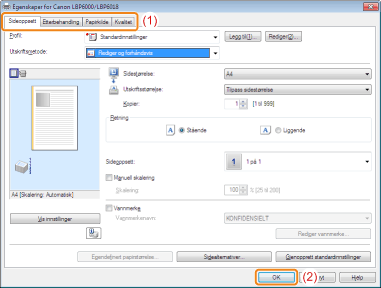 Egenskaper for Canon LBP6000/LBP6018
Sideoppsett Etterbehandling Papirkilde Kvalitet (1)
Profil: Standardinnstillinger Legg til(1)... Rediger(2)...
Utskriftsmetode: Rediger og forhåndsvis
Sidestørrelse: A4
Utskriftsstørrelse: Tilpass sidestørrelse
Kopier: 1 [1 til 999]
Retning
A Stående A Liggende
Sideoppsett: 1 1 på 1
Manuell skalering
Skalering: 100 % [25 til 200]
A4 [Skalering: Automatisk]
Vannmerke
Vis innstillinger
Vannmerkenavn: KONFIDENSIELT
Rediger vannmerke...
Egendefinert papirstørrelse... Sidealternativer... Gjenopprett standardinnstillinger
OK (2) Hjelp